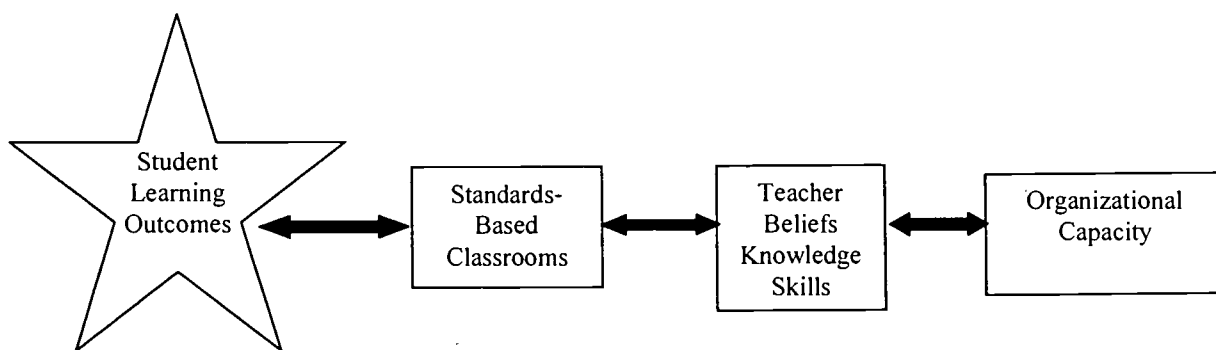 Student
Learning
Outcomes
Standards-
Based
Classrooms
Teacher
Beliefs
Knowledge
Skills
Organizational
Capacity